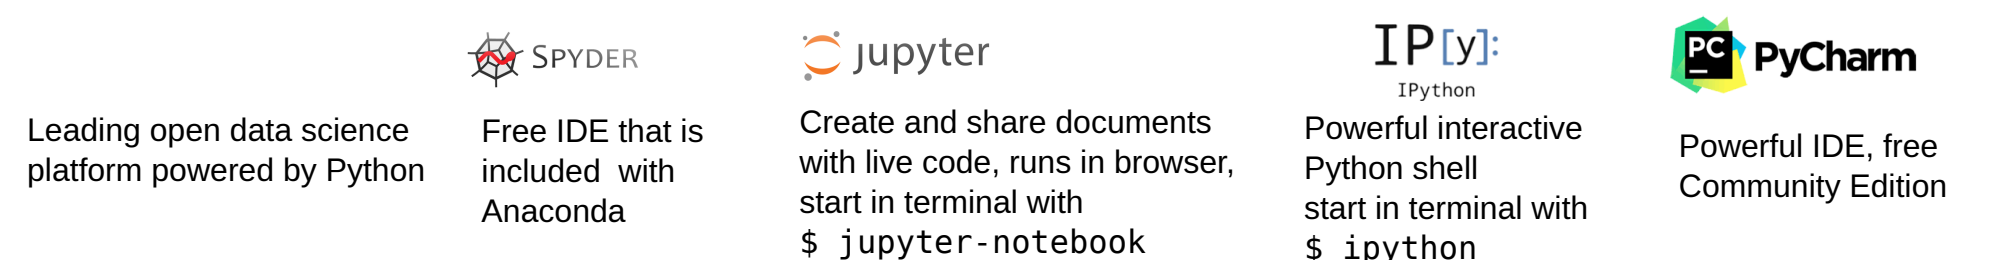 Leading open data science
platform powered by Python
SPYDER
Free IDE that is
included  with
Anaconda
jupyter
Create and share documents
with live code, runs in browser,
start in terminal with
$ jupyter-notebook
IP[y]:
IPython
Powerful interactive
Python shell
start in terminal with
$ ipython
PC
PyCharm
Powerful IDE, free
Community Edition